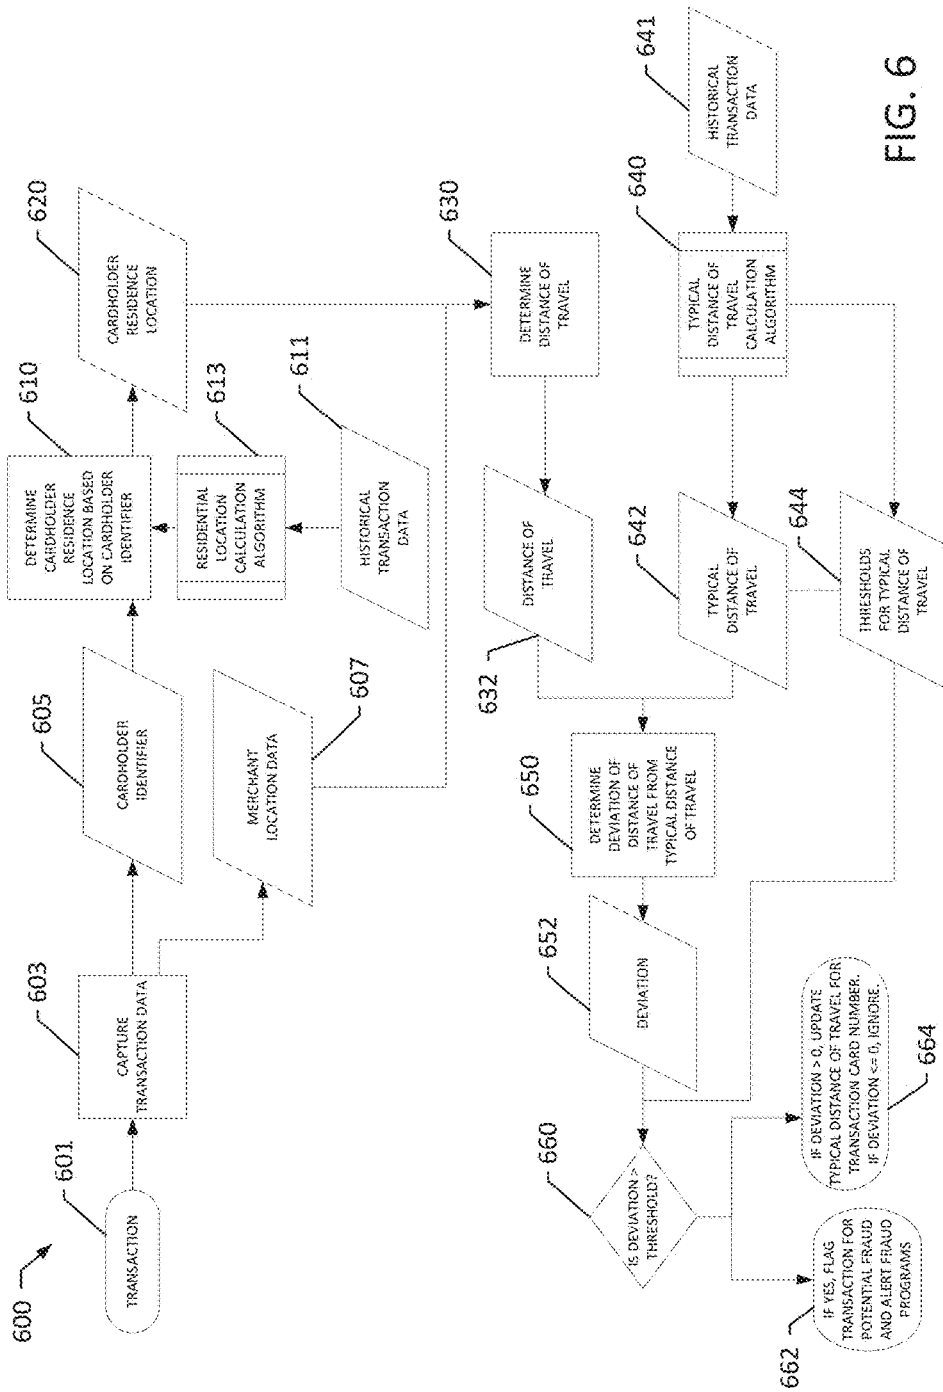 600
601
TRANSACTION
603
CAPTURE
TRANSACTION DATA
605
CARDHOLDER
IDENTIFIER
607
MERCHANT
LOCATION DATA
610
DETERMINE
CARDHOLDER
RESIDENCE
LOCATION BASED
ON CARDHOLDER
IDENTIFIER
613
RESIDENTIAL
LOCATION
CALCULATION
ALGORITHM
611
HISTORICAL
TRANSACTION
DATA
620
CARDHOLDER
RESIDENCE
LOCATION
630
DETERMINE
DISTANCE OF
TRAVEL
632
DISTANCE OF
TRAVEL
641
HISTORICAL
TRANSACTION
DATA
640
TYPICAL
DISTANCE OF
TRAVEL
CALCULATION
ALGORITHM
642
TYPICAL
DISTANCE OF
TRAVEL
644
THRESHOLDS
FOR TYPICAL
DISTANCE OF
TRAVEL
650
DETERMINE
DEVIATION OF
DISTANCE OF
TRAVEL FROM
TYPICAL DISTANCE
OF TRAVEL
652
DEVIATION
660
IS DEVIATION >
THRESHOLD?
662
IF YES, FLAG
TRANSACTION FOR
POTENTIAL FRAUD
AND ALERT FRAUD
PROGRAMS
664
IF DEVIATION > 0, UPDATE
TYPICAL DISTANCE OF TRAVEL FOR
TRANSACTION CARD NUMBER.
IF DEVIATION <= 0, IGNORE.
FIG. 6